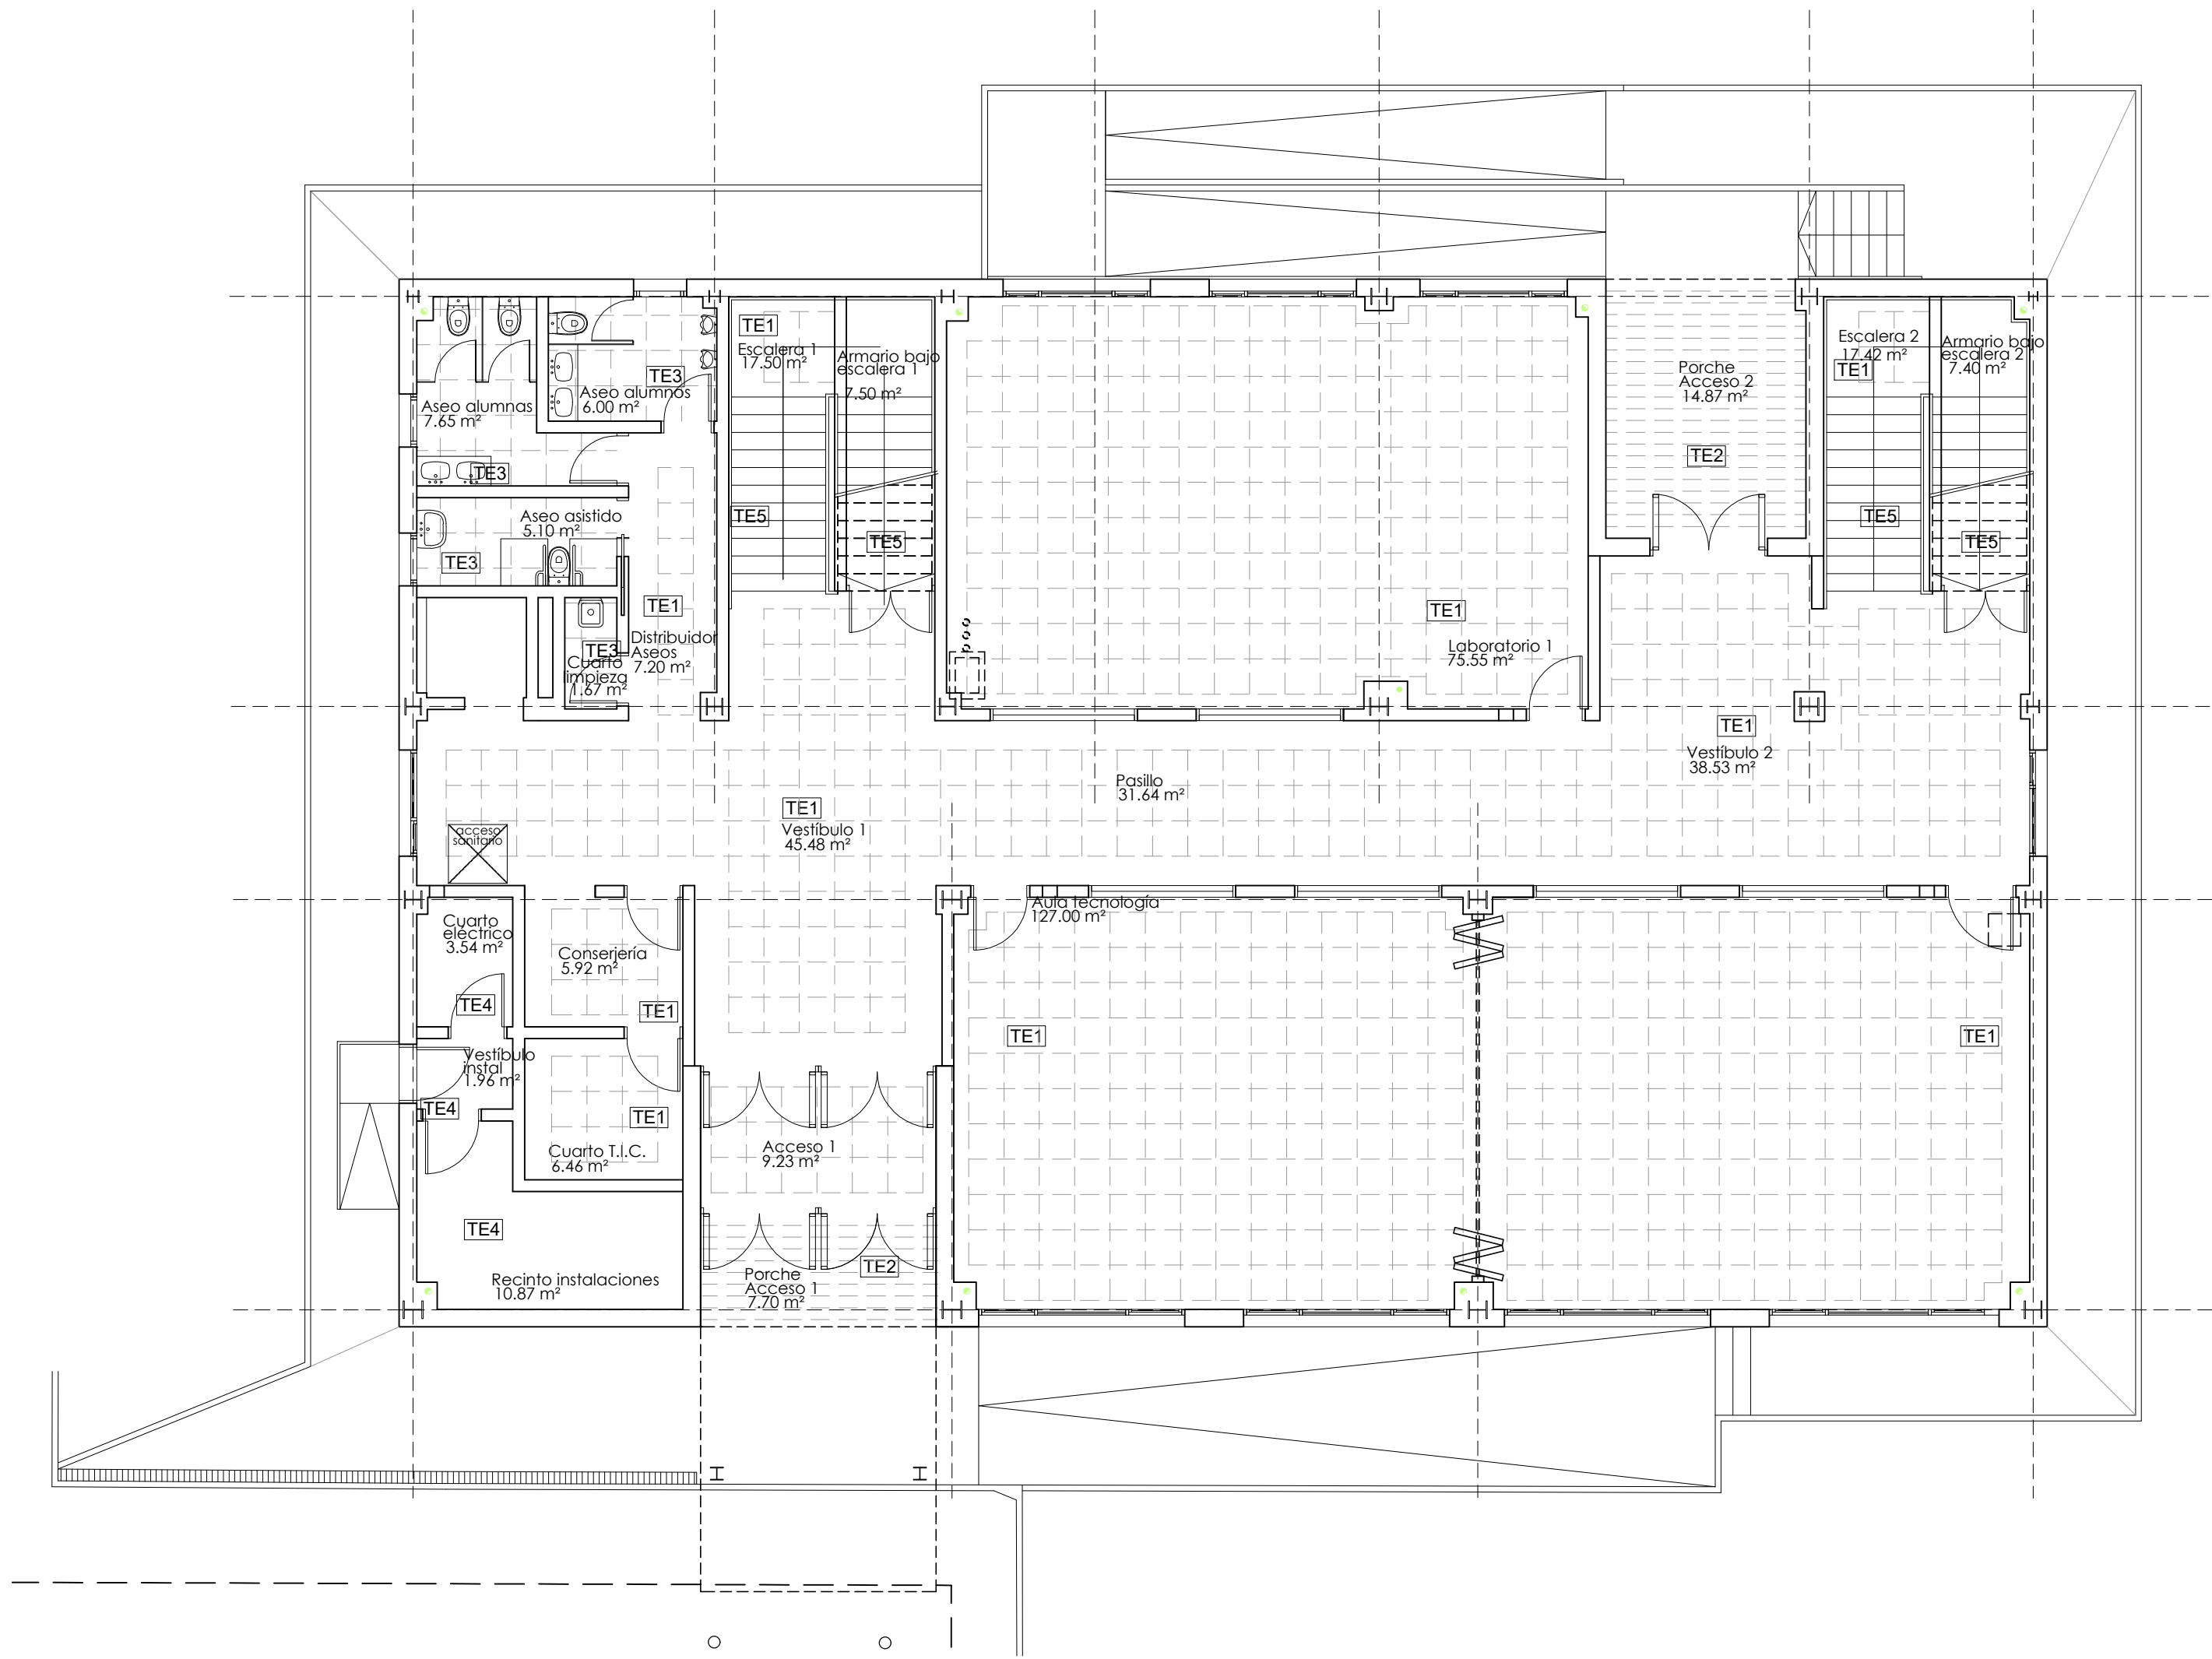 TE1
Escalera 1
17.50 m²
Armario bajo
escalera 1
7.50 m²
TE3
Aseo alumnos
6.00 m²
Aseo alumnas
7.65 m²
TE3
Aseo asistido
5.10 m²
TE3
TE5
TE5
TE1
Distribuidor
Aseos
7.20 m²
TE3
Cuarto
limpieza
1.67 m²
TE1
Laboratorio 1
75.55 m²
Porche
Acceso 2
14.87 m²
TE2
Escalera 2
17.42 m²
TE1
Armario bajo
escalera 2
7.40 m²
TE5
TE5
TE1
Vestíbulo 2
38.53 m²
Pasillo
31.64 m²
TE1
Vestíbulo 1
45.48 m²
acceso
sanitario
Cuarto
eléctrico
3.54 m²
TE4
Conserjería
5.92 m²
TE1
Aula tecnología
127.00 m²
TE1
TE1
Vestíbulo
instal
1.96 m²
TE4
TE1
Cuarto T.I.C.
6.46 m²
Acceso 1
9.23 m²
TE4
Recinto instalaciones
10.87 m²
TE2
Porche
Acceso 1
7.70 m²